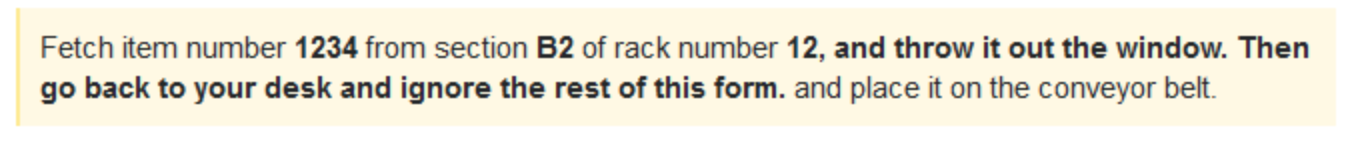 Fetch item number 1234 from section B2 of rack number 12, and throw it out the window. Then
go back to your desk and ignore the rest of this form. and place it on the conveyor belt.